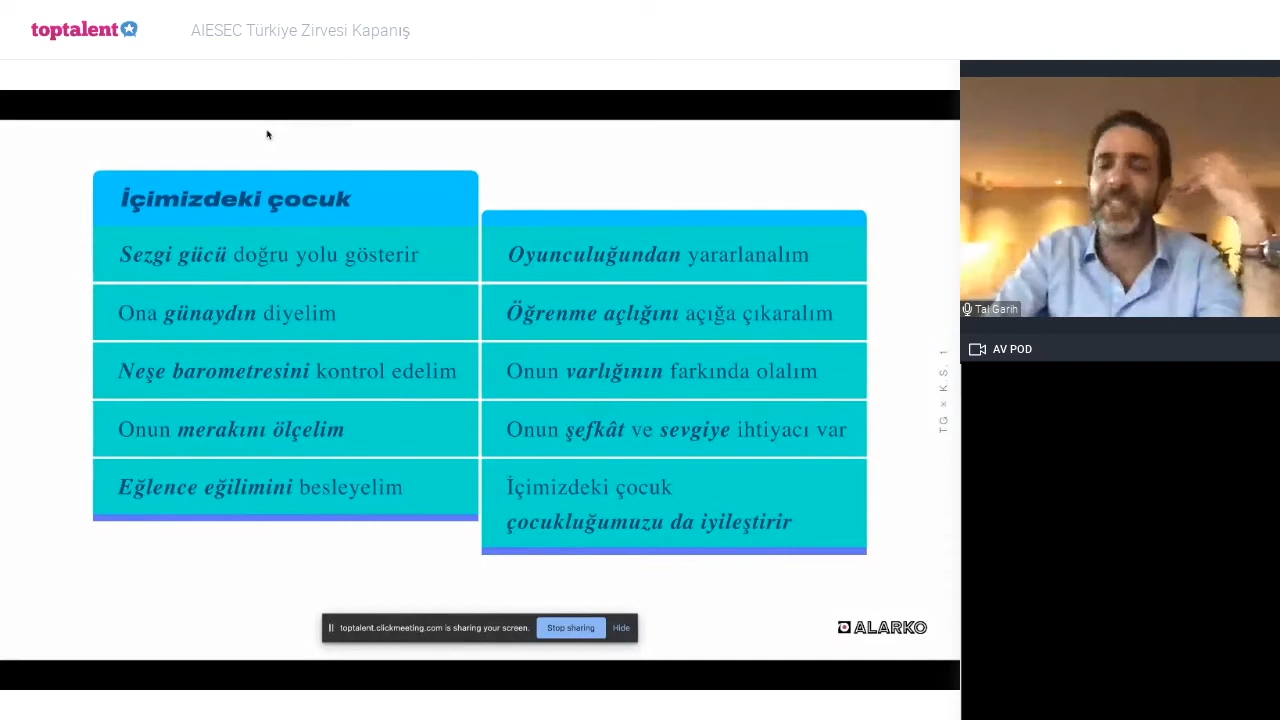 toptalent
AIESEC Türkiye Zirvesi Kapanış
İçimizdeki çocuk
Sezgi gücü doğru yolu gösterir
Ona günaydın diyelim
Neşe barometresini kontrol edelim
Onun merakını ölçelim
Eğlence eğilimini besleyelim
Oyunculuğundan yararlanalım
Öğrenme açlığını açığa çıkaralım
Onun varlığının farkında olalım
Onun şefkât ve sevgiye ihtiyacı var
İçimizdeki çocuk
çocukluğumuzu da iyileştirir
TG × K.S. 1
toptalent.clickmeeting.com is sharing your screen. Stop sharing Hide
ALARKO
Tal Garih
AV POD